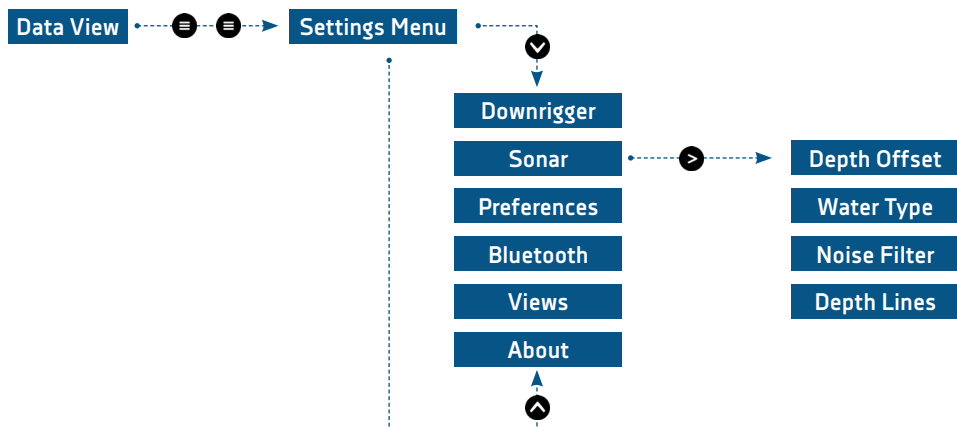 Data View
Settings Menu
Downrigger
Sonar
Depth Offset
Preferences
Water Type
Bluetooth
Noise Filter
Views
Depth Lines
About